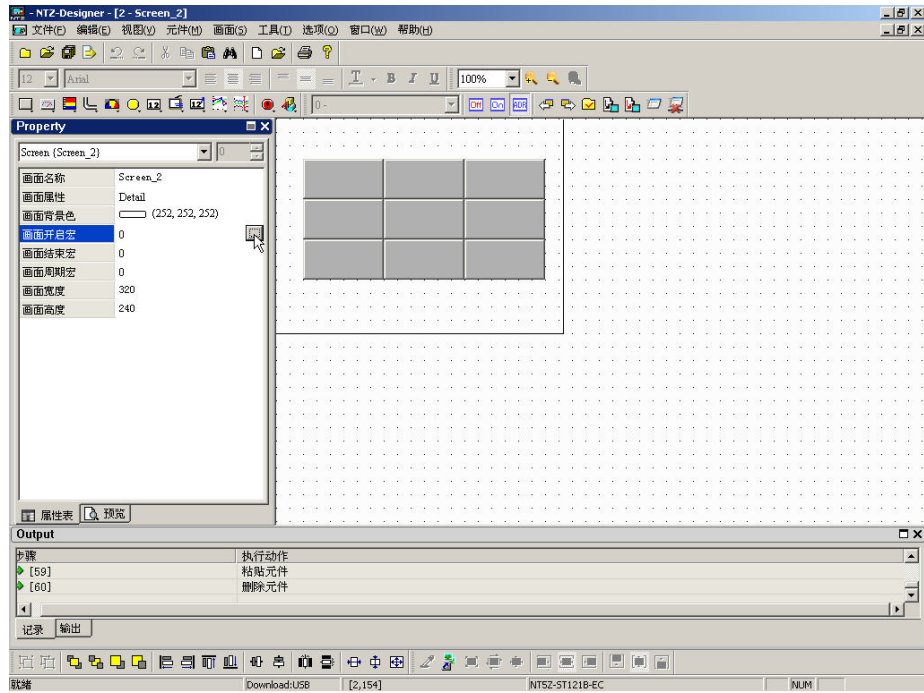 - NTZ-Designer - [2 - Screen_2]
文件(F) 编辑(E) 视图(V) 元件(M) 画面(S) 工具(T) 选项(O) 窗口(W) 帮助(H)
12 Arial 100%
0 - Off On ADR
Property
Screen {Screen_2} 0
画面名称 Screen_2
画面属性 Detail
画面背景色 (252, 252, 252)
画面开启宏 0
画面结束宏 0
画面周期宏 0
画面宽度 320
画面高度 240
属性表 预览
Output
步骤 执行动作
[59] 粘贴元件
[60] 删除元件
记录 输出
就绪 Download:USB [2,154] NT5Z-ST121B-EC NUM